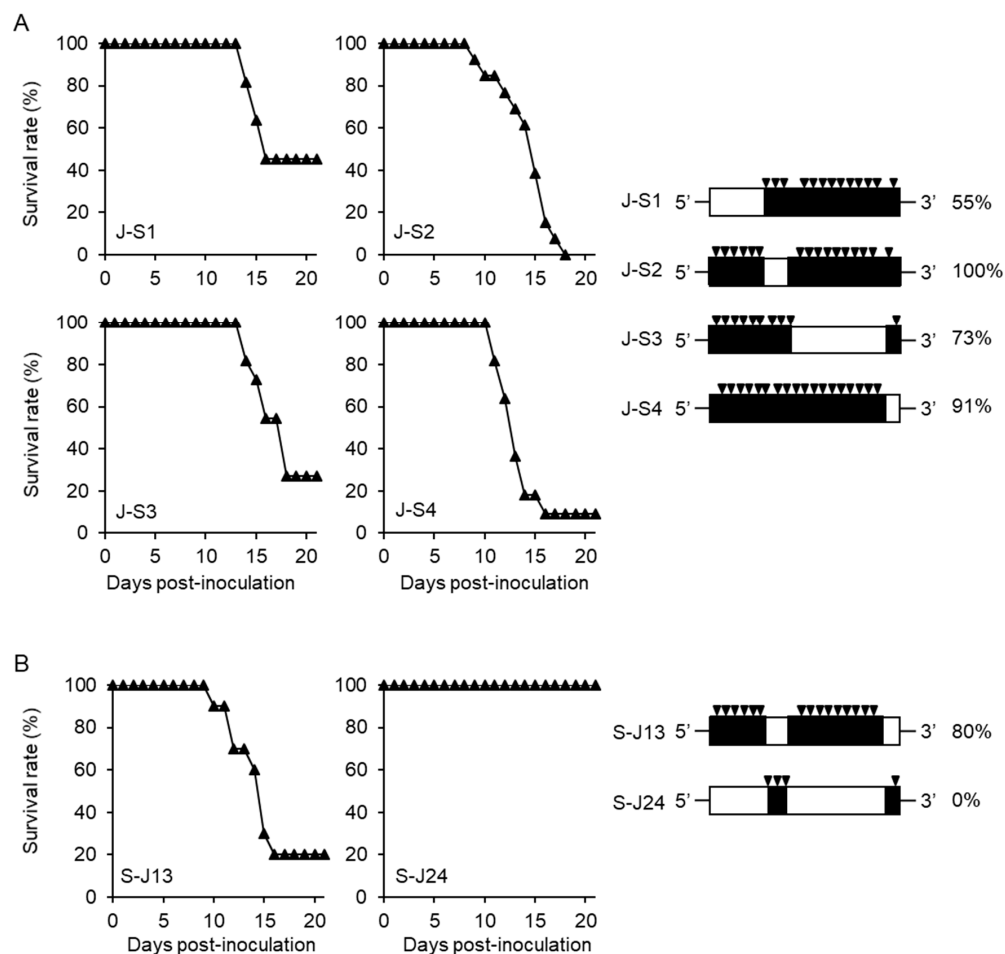 A
Survival rate (%)
100
80
60
40
20
0
0 5 10 15 20
J-S1
100
80
60
40
20
0
0 5 10 15 20
J-S2
Survival rate (%)
100
80
60
40
20
0
0 5 10 15 20
J-S3
Days post-inoculation
100
80
60
40
20
0
0 5 10 15 20
J-S4
Days post-inoculation
J-S1 5’ 3’ 55%
J-S2 5’ 3’ 100%
J-S3 5’ 3’ 73%
J-S4 5’ 3’ 91%
B
Survival rate (%)
100
80
60
40
20
0
0 5 10 15 20
S-J13
Days post-inoculation
100
80
60
40
20
0
0 5 10 15 20
S-J24
Days post-inoculation
S-J13 5’ 3’ 80%
S-J24 5’ 3’ 0%